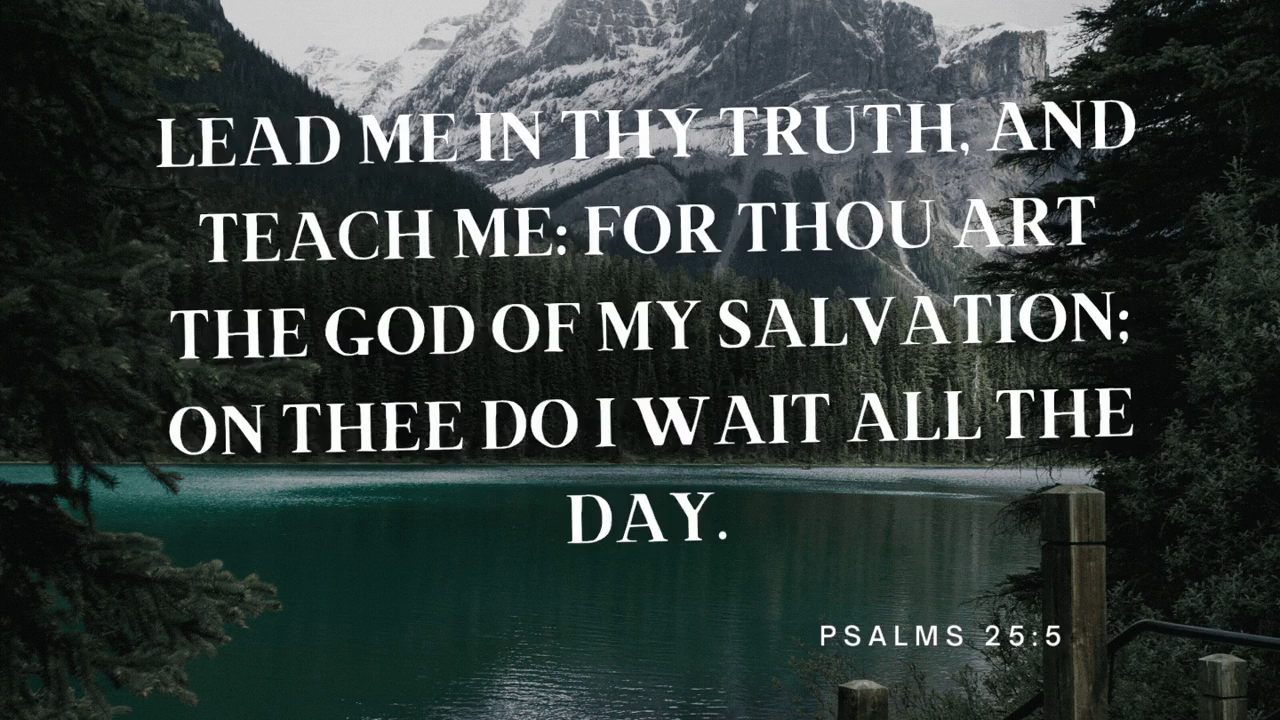 LEAD ME IN THY TRUTH, AND
TEACH ME: FOR THOU ART
THE GOD OF MY SALVATION;
ON THEE DO I WAIT ALL THE
DAY.
PSALMS 25:5